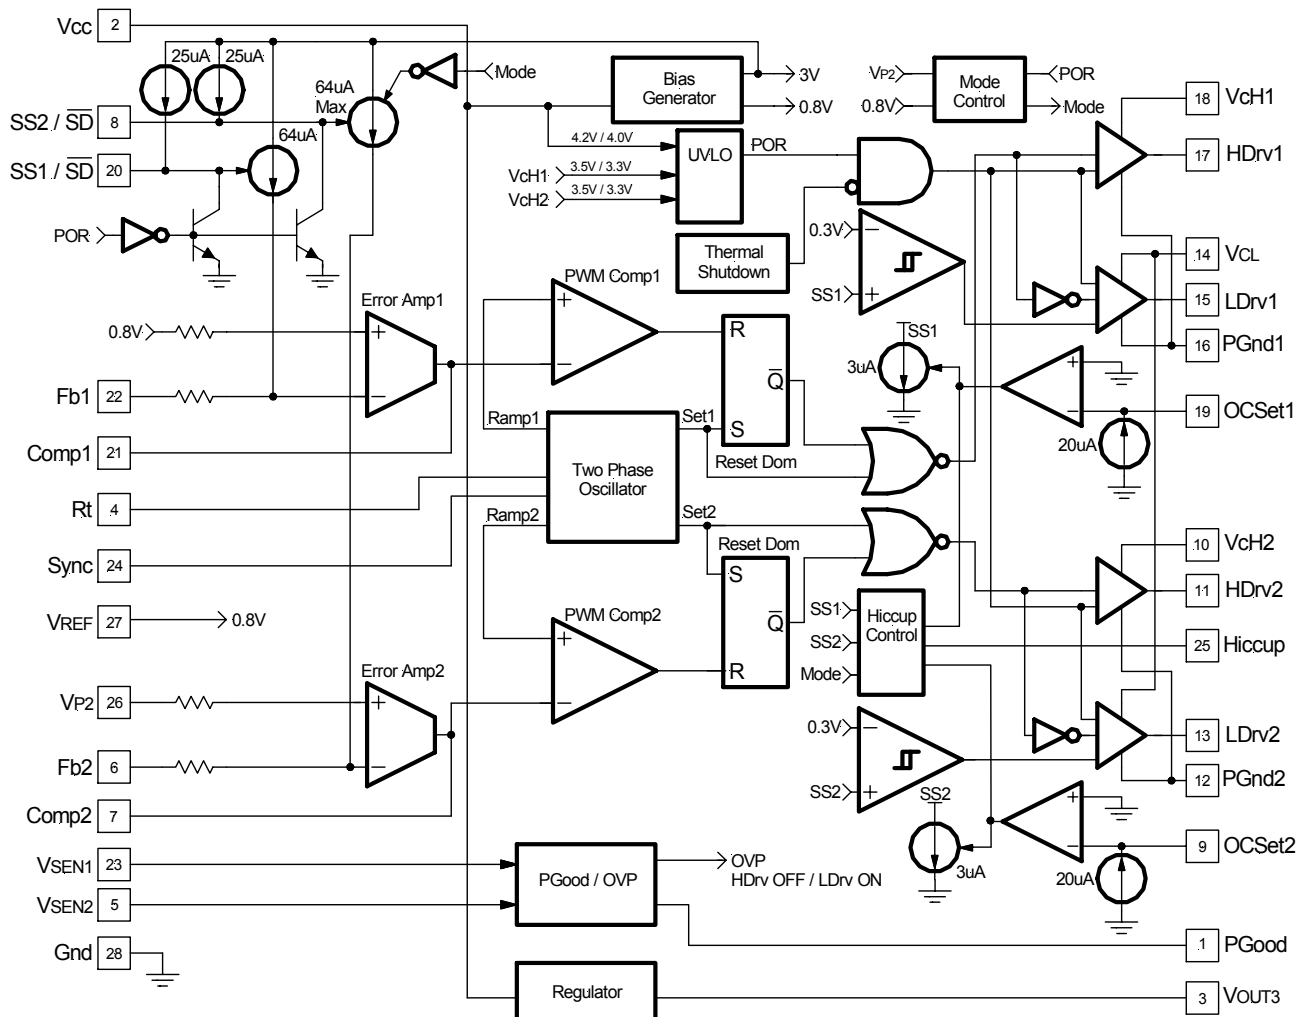 Vcc 2
25uA 25uA
64uA
Max
Mode
SS2 / SD 8
64uA
SS1 / SD 20
POR
Bias
Generator
3V
0.8V
VP2
0.8V
Mode
Control
POR
Mode
4.2V / 4.0V
VcH1 3.5V / 3.3V
VcH2 3.5V / 3.3V
UVLO
POR
Thermal
Shutdown
0.3V
SS1
18 VcH1
17 HDrv1
14 VCL
15 LDrv1
16 PGnd1
19 OCSet1
SS1
3uA
20uA
Error Amp1
0.8V
PWM Comp1
Fb1 22
Comp1 21
Rt 4
Sync 24
VREF 27 0.8V
R
Q
S
Reset Dom
Ramp1
Set1
Two Phase
Oscillator
Ramp2
Set2
Reset Dom
S
Q
R
PWM Comp2
Error Amp2
VP2 26
Fb2 6
Comp2 7
SS1
SS2
Mode
Hiccup
Control
10 VcH2
11 HDrv2
25 Hiccup
13 LDrv2
12 PGnd2
9 OCSet2
0.3V
SS2
SS2
3uA
20uA
VSEN1 23
VSEN2 5
Gnd 28
PGood / OVP
OVP
HDrv OFF / LDrv ON
1 PGood
Regulator
3 VOUT3